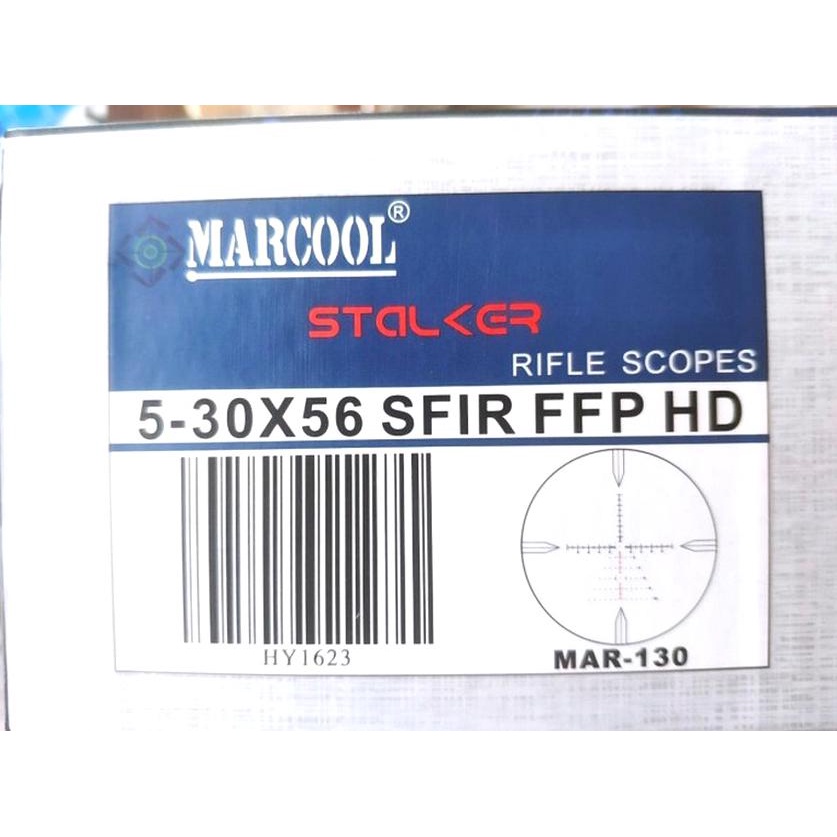 MARCOOL®
STALKER
RIFLE SCOPES
5-30X56 SFIR FFP HD
HY1623
MAR-130